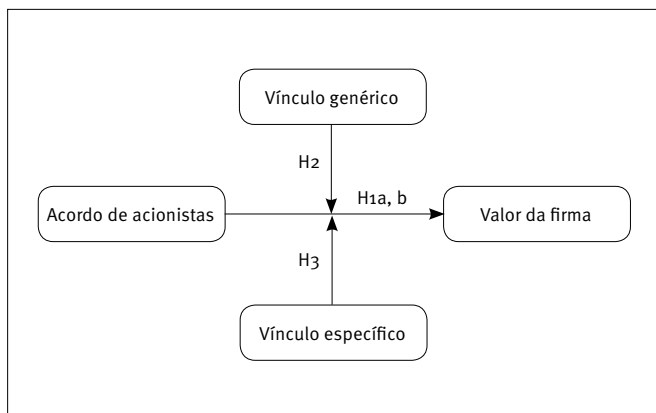 Vínculo genérico
H2
H1a, b
Acordo de acionistas
Valor da firma
H3
Vínculo específico